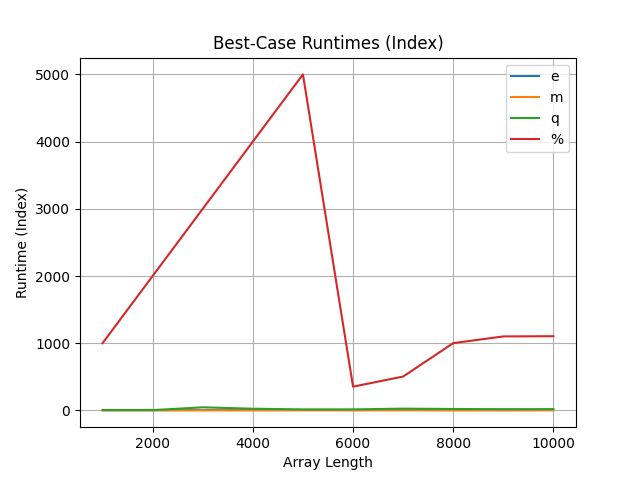 Best-Case Runtimes (Index)
e
m
q
%
5000
4000
3000
2000
1000
0
Runtime (Index)
2000 4000 6000 8000 10000
Array Length